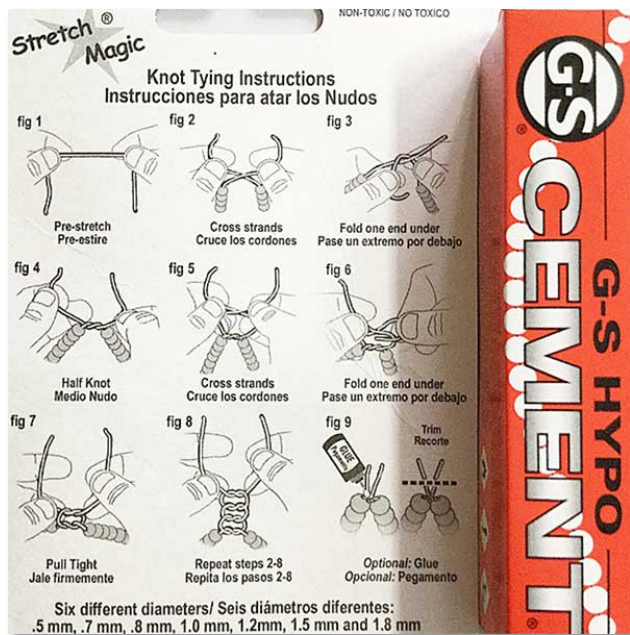 NON-TOXIC / NO TOXICO
Stretch ®
Magic
Knot Tying Instructions
Instrucciones para atar los Nudos
fig 1
fig 2
fig 3
Pre-stretch
Pre-estire
Cross strands
Cruce los cordones
Fold one end under
Pase un extremo por debajo
fig 4
fig 5
fig 6
Half Knot
Medio Nudo
Cross strands
Cruce los cordones
Fold one end under
Pase un extremo por debajo
fig 7
fig 8
fig 9
GLUE
Pegamento
Trim
Recorte
Pull Tight
Jale firmemente
Repeat steps 2-8
Repita los pasos 2-8
Optional: Glue
Opcional: Pegamento
Six different diameters/ Seis diámetros diferentes:
.5 mm, .7 mm, .8 mm, 1.0 mm, 1.2mm, 1.5 mm and 1.8 mm
G-S
®
CEMENT
®
G-S HYPO